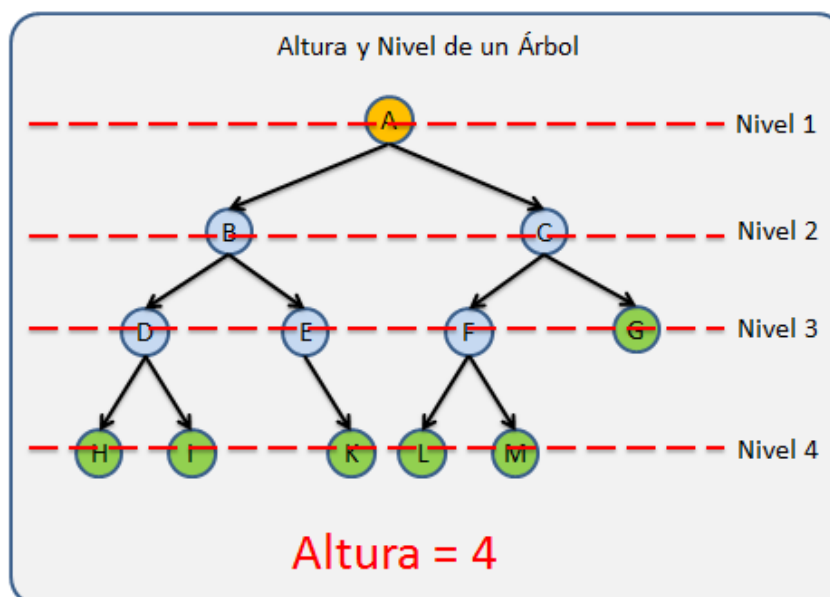 Altura y Nivel de un Árbol
A Nivel 1
B C Nivel 2
D E F G Nivel 3
H I K L M Nivel 4
Altura = 4